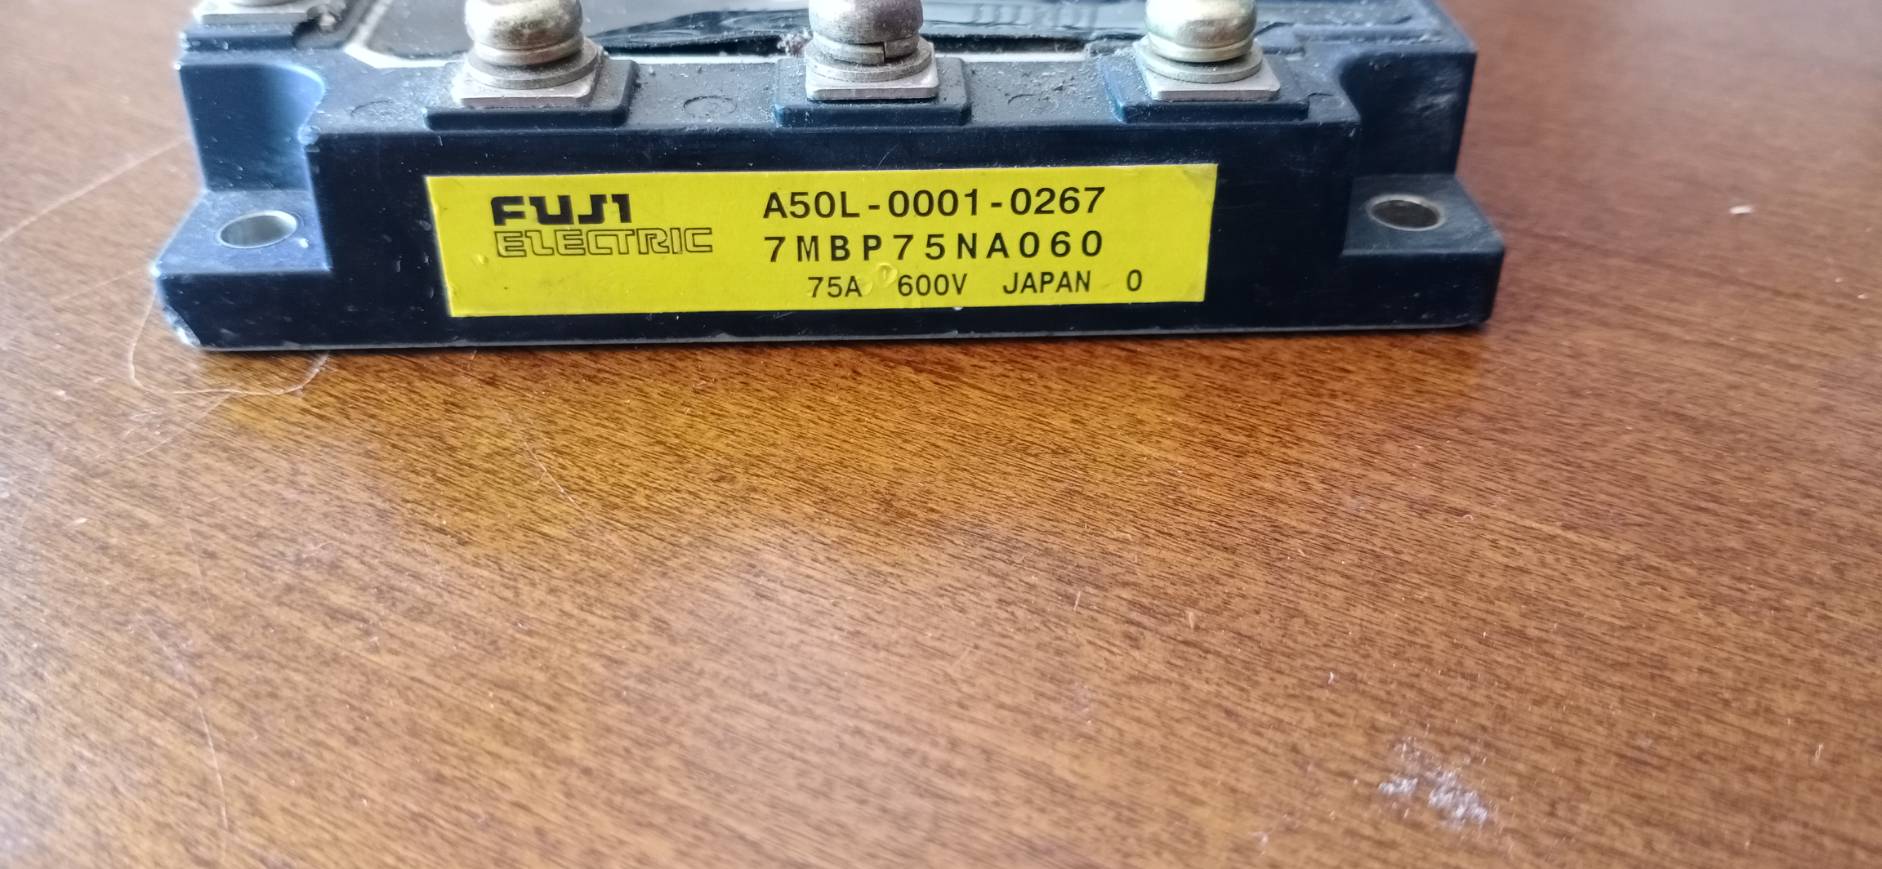 FUJI
ELECTRIC
A50L-0001-0267
7MBP75NA060
75A 600V JAPAN 0